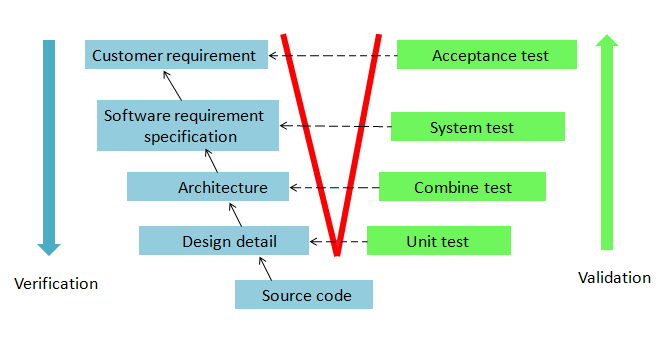 Customer requirement
Acceptance test
Software requirement
specification
System test
Architecture
Combine test
Design detail
Unit test
Source code
Verification
Validation